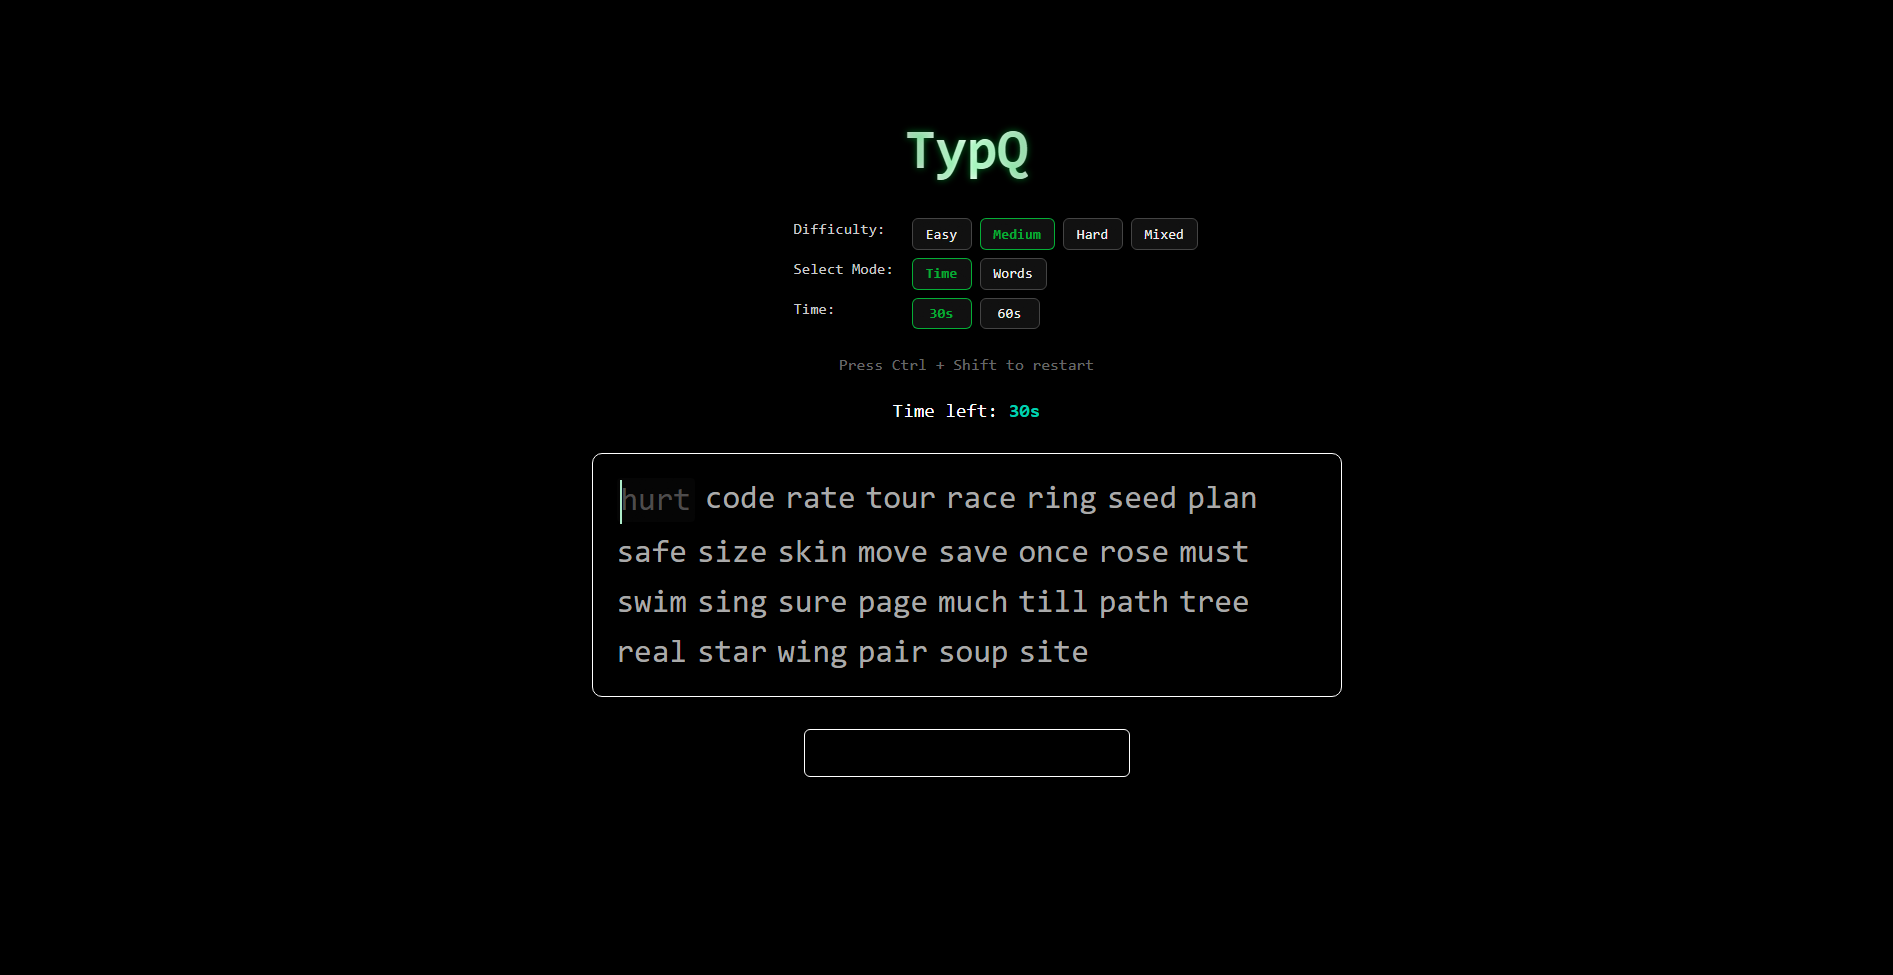 TypQ
Difficulty: Easy Medium Hard Mixed
Select Mode: Time Words
Time: 30s 60s
Press Ctrl + Shift to restart
Time left: 30s
hurt code rate tour race ring seed plan
safe size skin move save once rose must
swim sing sure page much till path tree
real star wing pair soup site